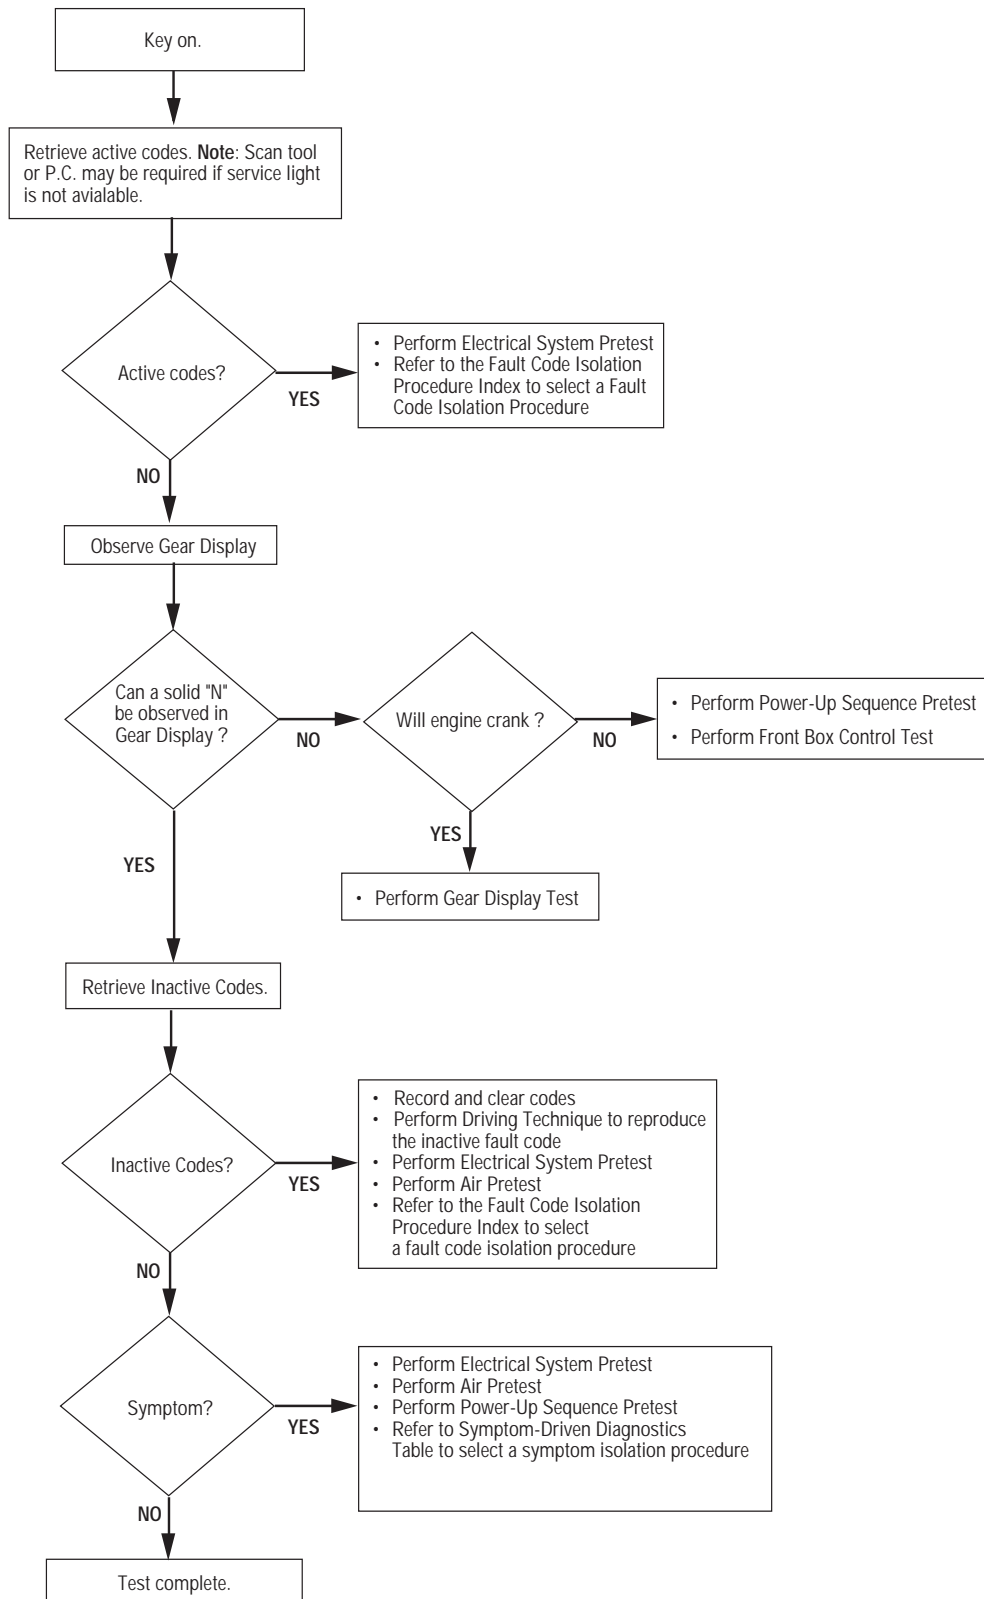 Key on.
Retrieve active codes. Note: Scan tool
or P.C. may be required if service light
is not avialable.
Active codes?
YES
• Perform Electrical System Pretest
• Refer to the Fault Code Isolation
Procedure Index to select a Fault
Code Isolation Procedure
NO
Observe Gear Display
Can a solid "N"
be observed in
Gear Display ?
NO
Will engine crank ?
NO
• Perform Power-Up Sequence Pretest
• Perform Front Box Control Test
YES
• Perform Gear Display Test
YES
Retrieve Inactive Codes.
Inactive Codes?
YES
• Record and clear codes
• Perform Driving Technique to reproduce
the inactive fault code
• Perform Electrical System Pretest
• Perform Air Pretest
• Refer to the Fault Code Isolation
Procedure Index to select
a fault code isolation procedure
NO
Symptom?
YES
• Perform Electrical System Pretest
• Perform Air Pretest
• Perform Power-Up Sequence Pretest
• Refer to Symptom-Driven Diagnostics
Table to select a symptom isolation procedure
NO
Test complete.